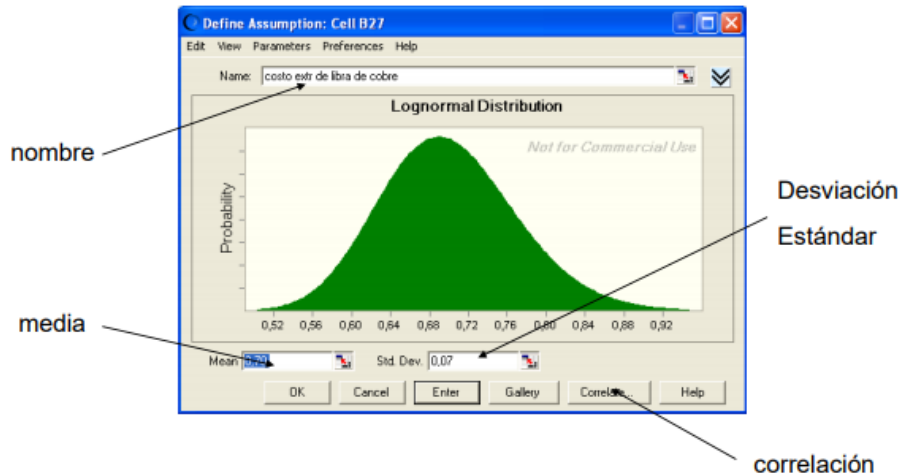 Define Assumption: Cell B27
Edit View Parameters Preferences Help
Name: costo extr de libra de cobre
Lognormal Distribution
Not for Commercial Use
nombre
Probability
Desviación
Estándar
media
0,52 0,56 0,60 0,64 0,68 0,72 0,76 0,80 0,84 0,88 0,92
Mean Std. Dev. 0,07
OK Cancel Enter Gallery Correlate... Help
correlación